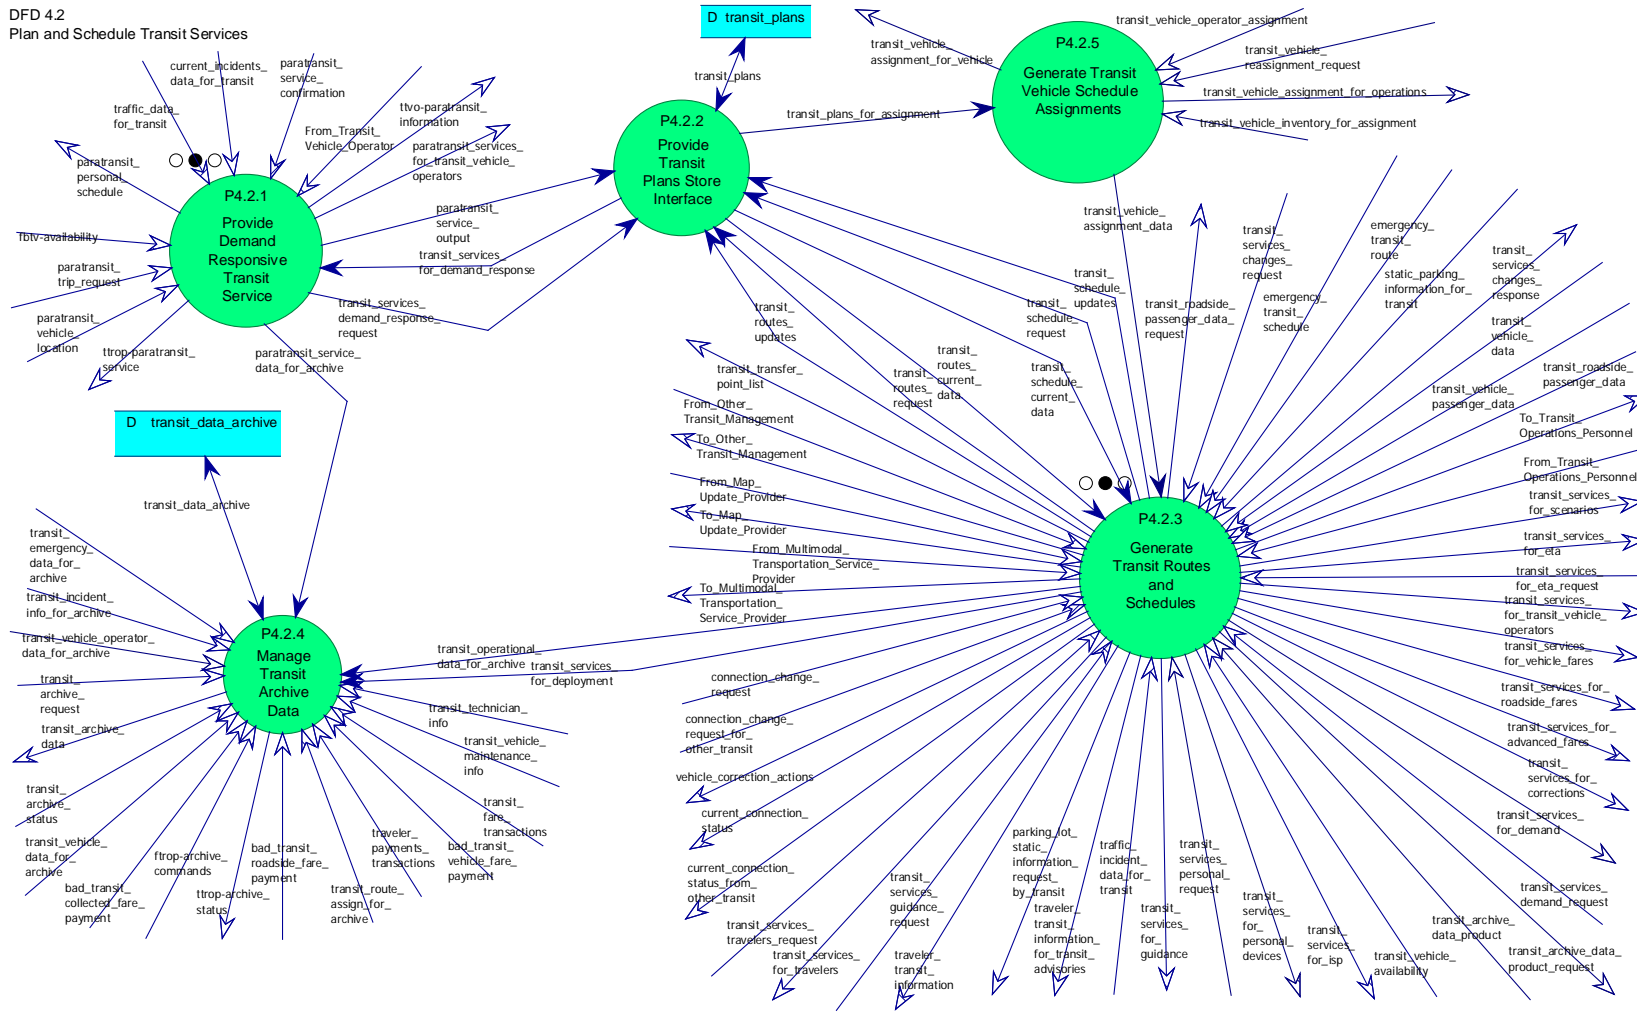 DFD 4.2
Plan and Schedule Transit Services
D transit_plans
transit_plans
P4.2.1
Provide
Demand
Responsive
Transit
Service
P4.2.2
Provide
Transit
Plans Store
Interface
P4.2.5
Generate Transit
Vehicle Schedule
Assignments
P4.2.3
Generate
Transit Routes
and
Schedules
P4.2.4
Manage
Transit
Archive
Data
D transit_data_archive
transit_data_archive
current_incidents_
data_for_transit
paratransit_
service_
confirmation
traffic_data_
for_transit
From_Transit_
Vehicle_Operator
ttvo-paratransit_
information
paratransit_services_
for_transit_vehicle_
operators
paratransit_
personal_
schedule
fbtv-availability
paratransit_
trip_request
paratransit_
vehicle_
location
ttrop-paratransit_
service
paratransit_service_
data_for_archive
paratransit_
service_
output
transit_services_
for_demand_response
transit_services_
demand_response_
request
transit_plans_for_assignment
transit_vehicle_
assignment_for_vehicle
transit_vehicle_operator_assignment
transit_vehicle_
reassignment_request
transit_vehicle_assignment_for_operations
transit_vehicle_inventory_for_assignment
transit_vehicle_
assignment_data
transit_
schedule_
updates
transit_
schedule_
request
transit_
schedule_
current_
data
transit_
routes_
updates
transit_
routes_
request
transit_
routes_
current_
data
transit_roadside_
passenger_data_
request
transit_
services_
changes_
request
emergency_
transit_
schedule
emergency_
transit_
route
static_parking_
information_for_
transit
transit_
services_
changes_
response
transit_
vehicle_
data
transit_vehicle_
passenger_data
transit_roadside_
passenger_data
To_Transit_
Operations_Personnel
From_Transit_
Operations_Personnel
transit_services_
for_scenarios
transit_services_
for_eta
transit_services_
for_eta_request
transit_services_
for_transit_vehicle_
operators
transit_services_
for_vehicle_fares
transit_services_for_
roadside_fares
transit_services_for_
advanced_fares
transit_
services_for_
corrections
transit_services_
for_demand
transit_services_
demand_request
transit_archive_data_
product_request
transit_archive_
data_product
transit_vehicle_
availability
transit_
services_
for_isp
transit_
services_
for_
personal_
devices
transit_
services_
personal_
request
transit_
services_
for_
guidance
traffic_
incident_
data_for_
transit
traveler_
transit_
information_
for_transit_
advisories
parking_lot_
static_
information_
request_
by_transit
traveler_
transit_
information
transit_
services_
guidance_
request
transit_services_
for_travelers
transit_services_
travelers_request
current_connection_
status_from_
other_transit
current_connection_
status
vehicle_correction_actions
connection_change_
request_for_
other_transit
connection_change_
request
transit_transfer_
point_list
From_Other_
Transit_Management
To_Other_
Transit_Management
From_Map_
Update_Provider
To_Map_
Update_Provider
From_Multimodal_
Transportation_Service_
Provider
To_Multimodal_
Transportation_
Service_Provider
transit_operational_
data_for_archive
transit_services_
for_deployment
transit_
emergency_
data_for_
archive
transit_incident_
info_for_archive
transit_vehicle_operator_
data_for_archive
transit_
archive_
request
transit_archive_
data
transit_
archive_
status
transit_vehicle_
data_for_
archive
bad_transit_
collected_fare_
payment
ftrop-archive_
commands
ttrop-archive_
status
bad_transit_
roadside_fare_
payment
transit_route_
assign_for_
archive
traveler_
payments_
transactions
bad_transit_
vehicle_fare_
payment
transit_
fare_
transactions
transit_vehicle_
maintenance_
info
transit_technician_
info